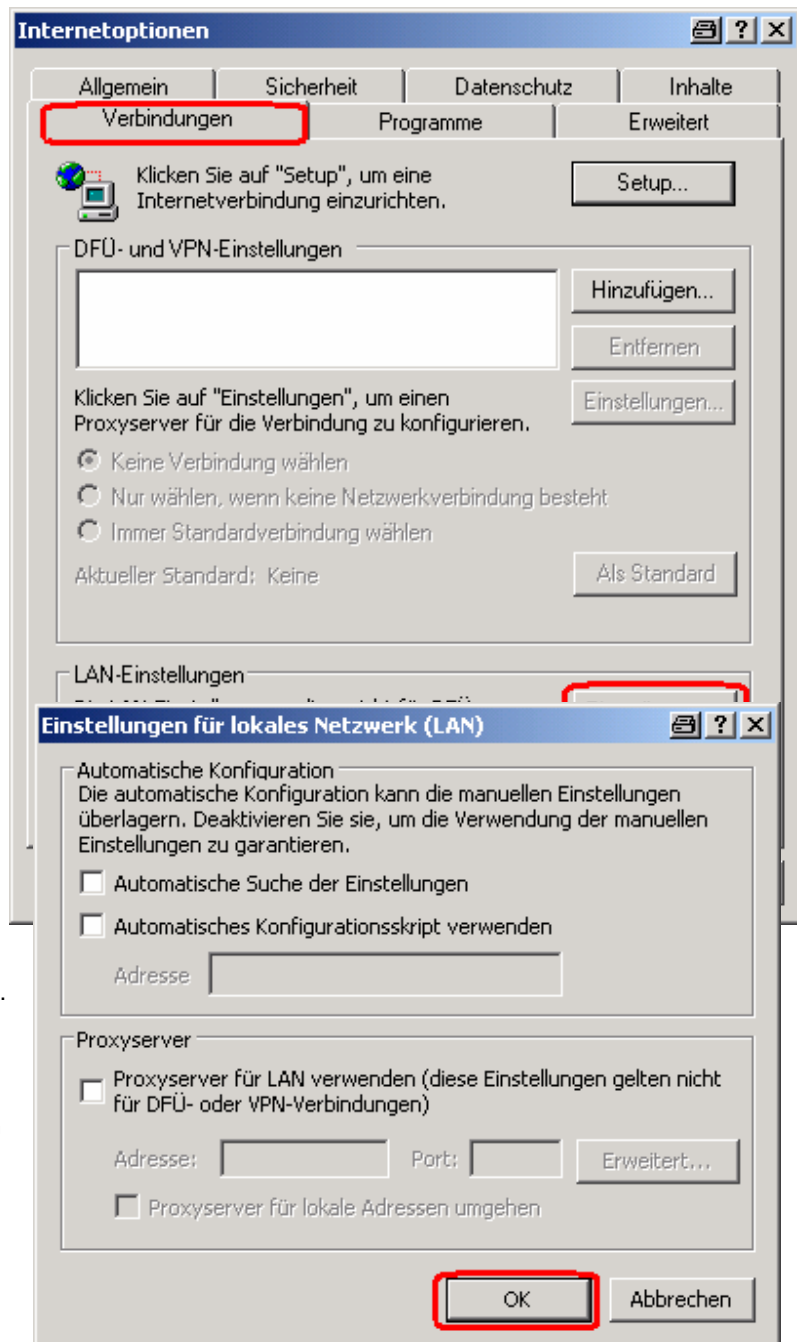 Internetoptionen
Allgemein Sicherheit Datenschutz Inhalte
Verbindungen Programme Erweitert
Klicken Sie auf "Setup", um eine
Internetverbindung einzurichten.
Setup...
DFÜ- und VPN-Einstellungen
Hinzufügen...
Entfernen
Klicken Sie auf "Einstellungen", um einen
Proxyserver für die Verbindung zu konfigurieren.
Einstellungen...
Keine Verbindung wählen
Nur wählen, wenn keine Netzwerkverbindung besteht
Immer Standardverbindung wählen
Aktueller Standard: Keine
Als Standard
LAN-Einstellungen
Einstellungen für lokales Netzwerk (LAN)
Automatische Konfiguration
Die automatische Konfiguration kann die manuellen Einstellungen
überlagern. Deaktivieren Sie sie, um die Verwendung der manuellen
Einstellungen zu garantieren.
Automatische Suche der Einstellungen
Automatisches Konfigurationsskript verwenden
Adresse
.
Proxyserver
Proxyserver für LAN verwenden (diese Einstellungen gelten nicht
für DFÜ- oder VPN-Verbindungen)
Adresse: Port: Erweitert...
Proxyserver für lokale Adressen umgehen
OK Abbrechen